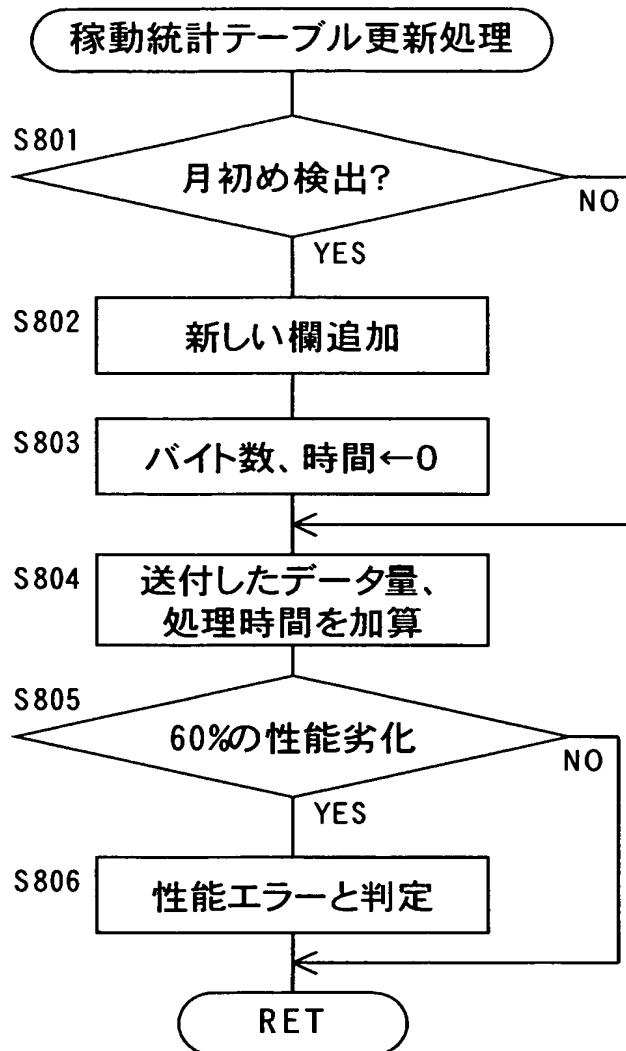 稼動統計テーブル更新処理
S801
月初め検出?
NO
YES
S802
新しい欄追加
S803
バイト数、時間←0
S804
送付したデータ量、
処理時間を加算
S805
60%の性能劣化
NO
YES
S806
性能エラーと判定
RET